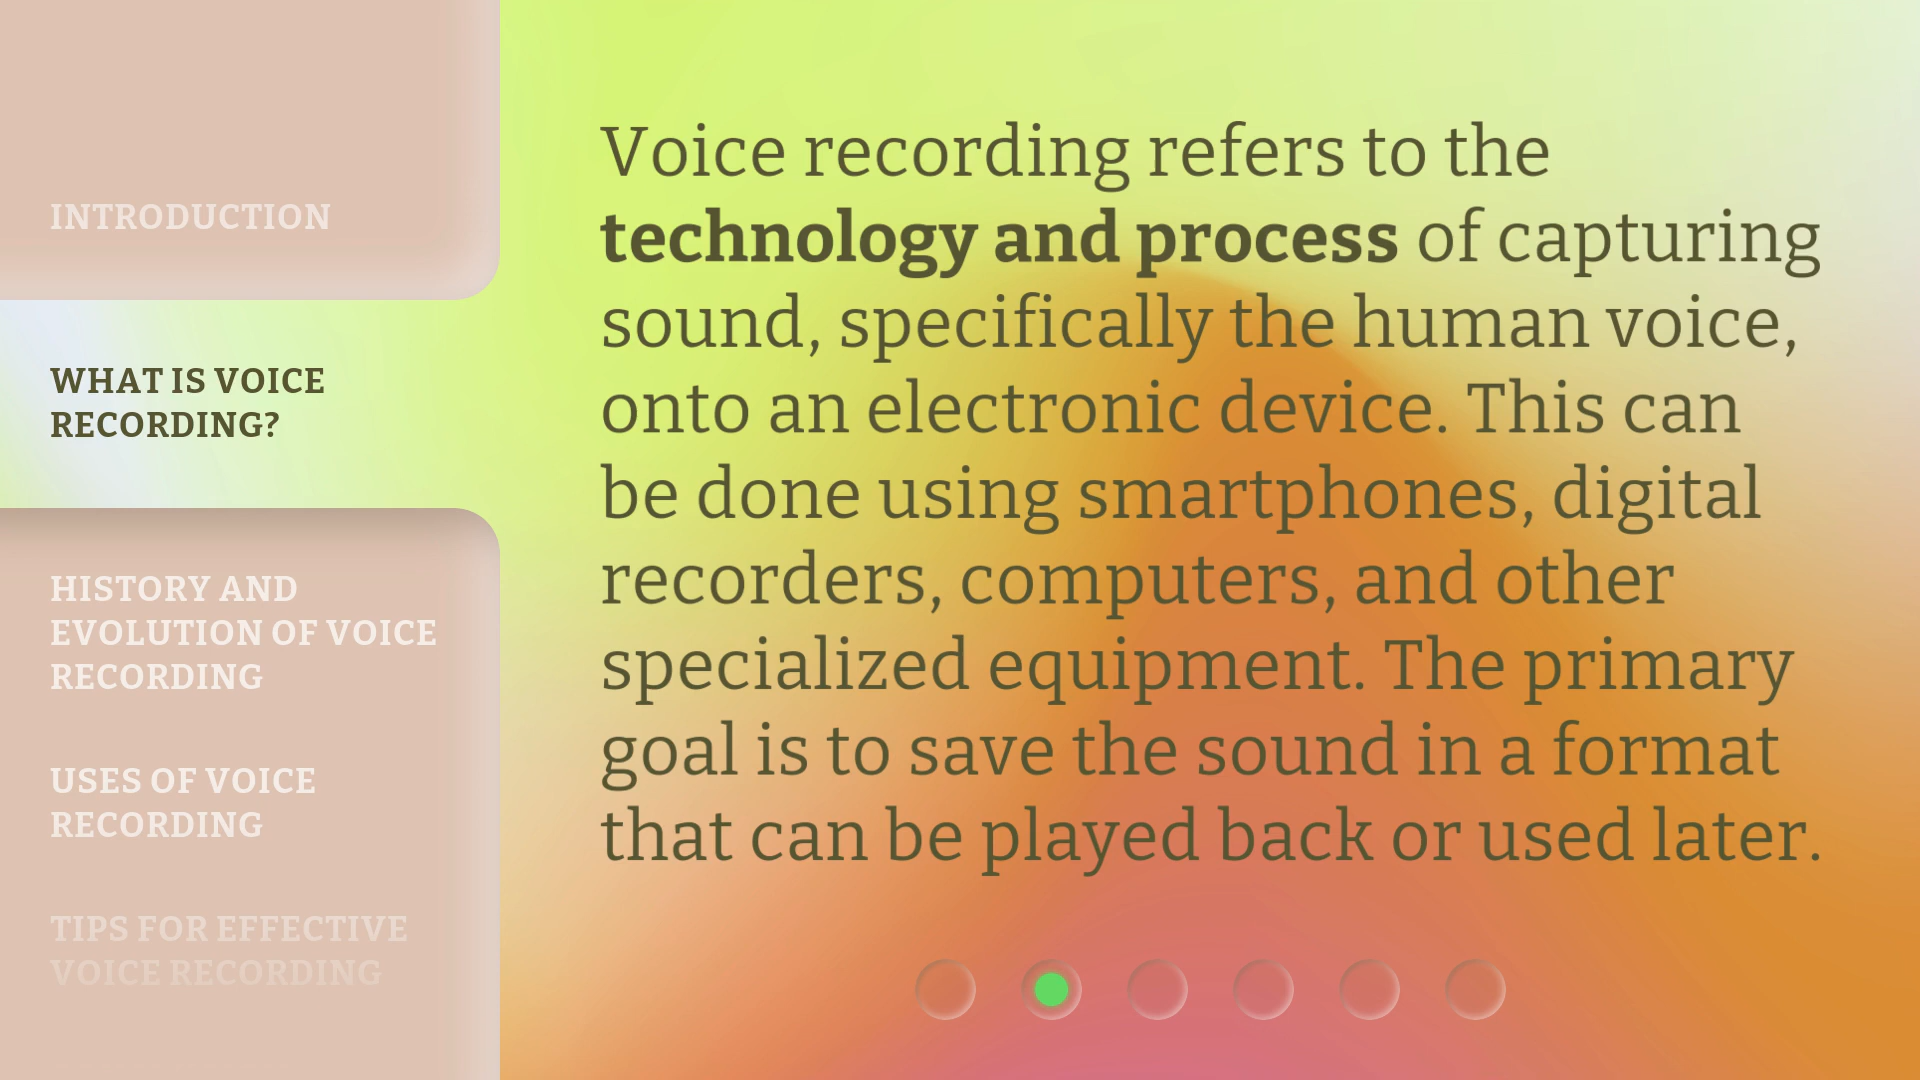 INTRODUCTION
WHAT IS VOICE
RECORDING?
HISTORY AND
EVOLUTION OF VOICE
RECORDING
USES OF VOICE
RECORDING
TIPS FOR EFFECTIVE
VOICE RECORDING
Voice recording refers to the
technology and process of capturing
sound, specifically the human voice,
onto an electronic device. This can
be done using smartphones, digital
recorders, computers, and other
specialized equipment. The primary
goal is to save the sound in a format
that can be played back or used later.